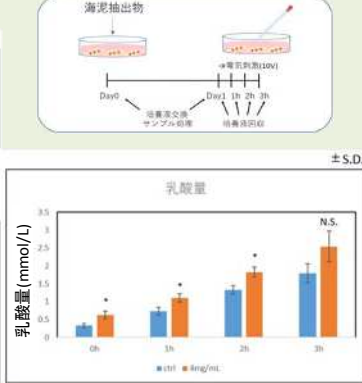 海泥抽出物
電気刺激(10V)
Day0
Day1 1h 2h 3h
培養液交換
サンプル処理
培養液回収
± S.D.
乳酸量
乳酸量(mmol/L)
3.5
3
2.5
2
1.5
1
0.5
0
*
*
*
N.S.
0h 1h 2h 3h
ctrl 4mg/mL